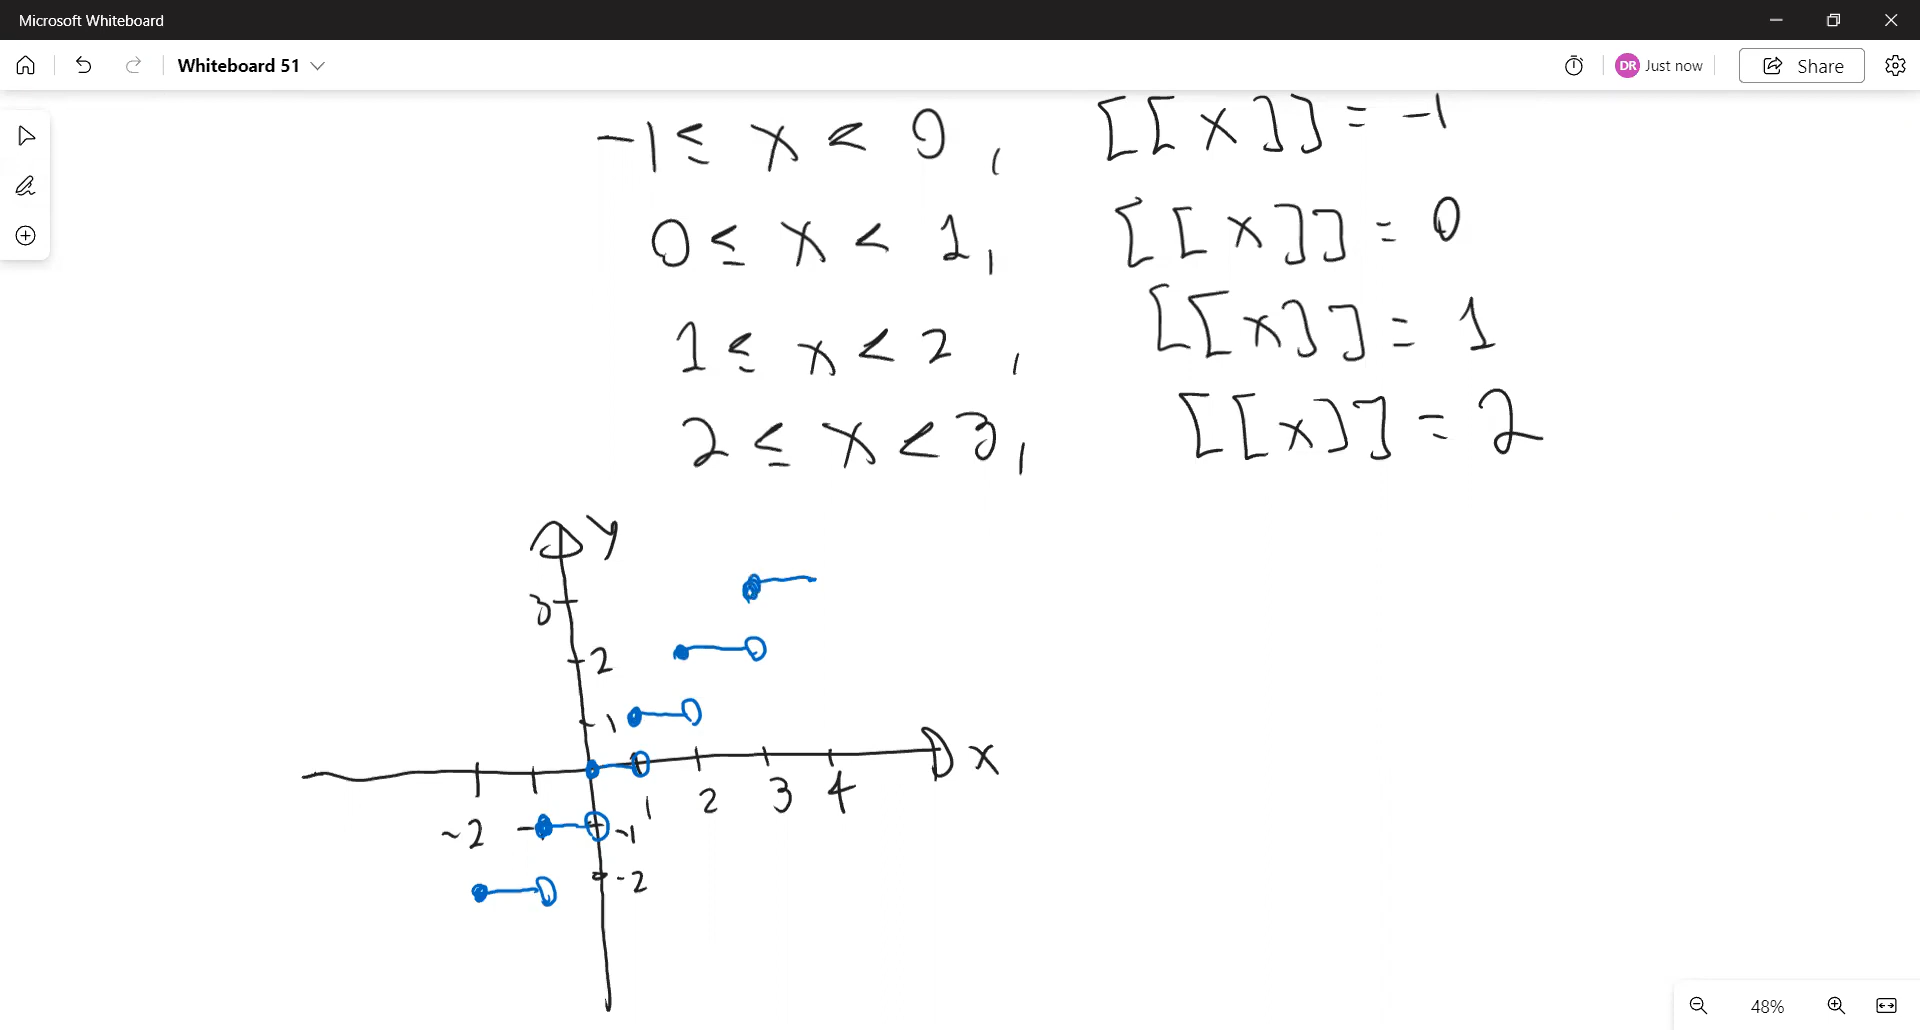 Microsoft Whiteboard
Whiteboard 51
DR Just now
Share
-1 ≤ x < 0, [[x]] = -1
0 ≤ x < 1, [[x]] = 0
1 ≤ x < 2, [[x]] = 1
2 ≤ x < 3, [[x]] = 2
y
3
2
1
x
1 2 3 4
-2 - -1
-2
48%